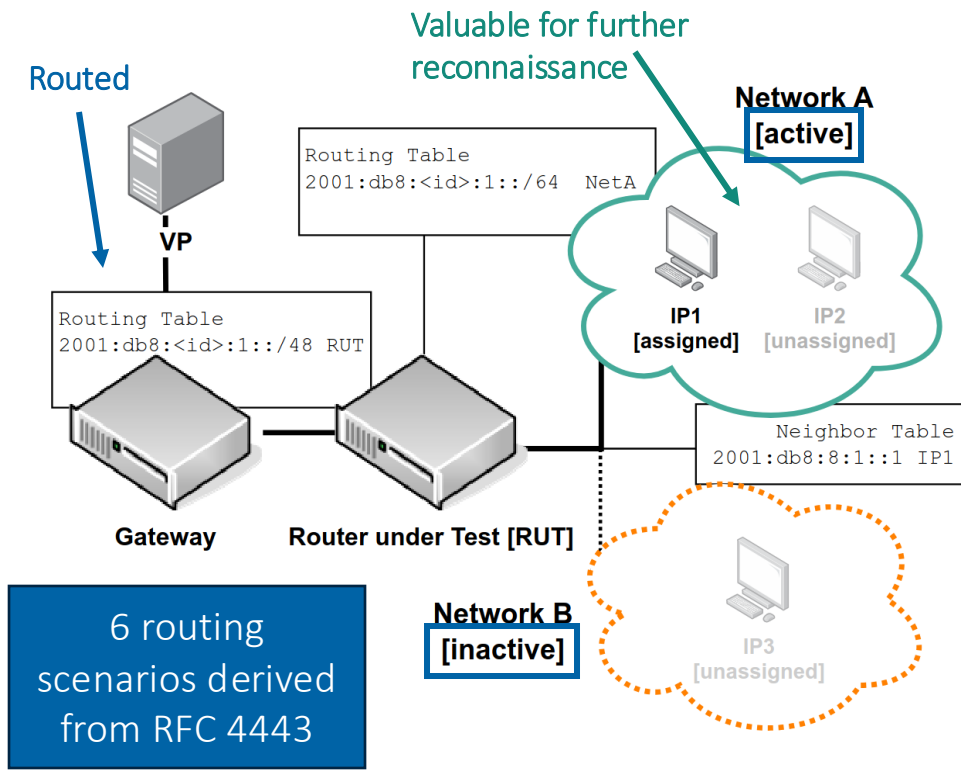 Valuable for further
reconnaissance
Routed
Network A
[active]
Routing Table
2001:db8:<id>:1::/64 NetA
VP
IP1
[assigned]
IP2
[unassigned]
Routing Table
2001:db8:<id>:1::/48 RUT
Neighbor Table
2001:db8:8:1::1 IP1
Gateway
Router under Test [RUT]
6 routing
scenarios derived
from RFC 4443
Network B
[inactive]
IP3
[unassigned]